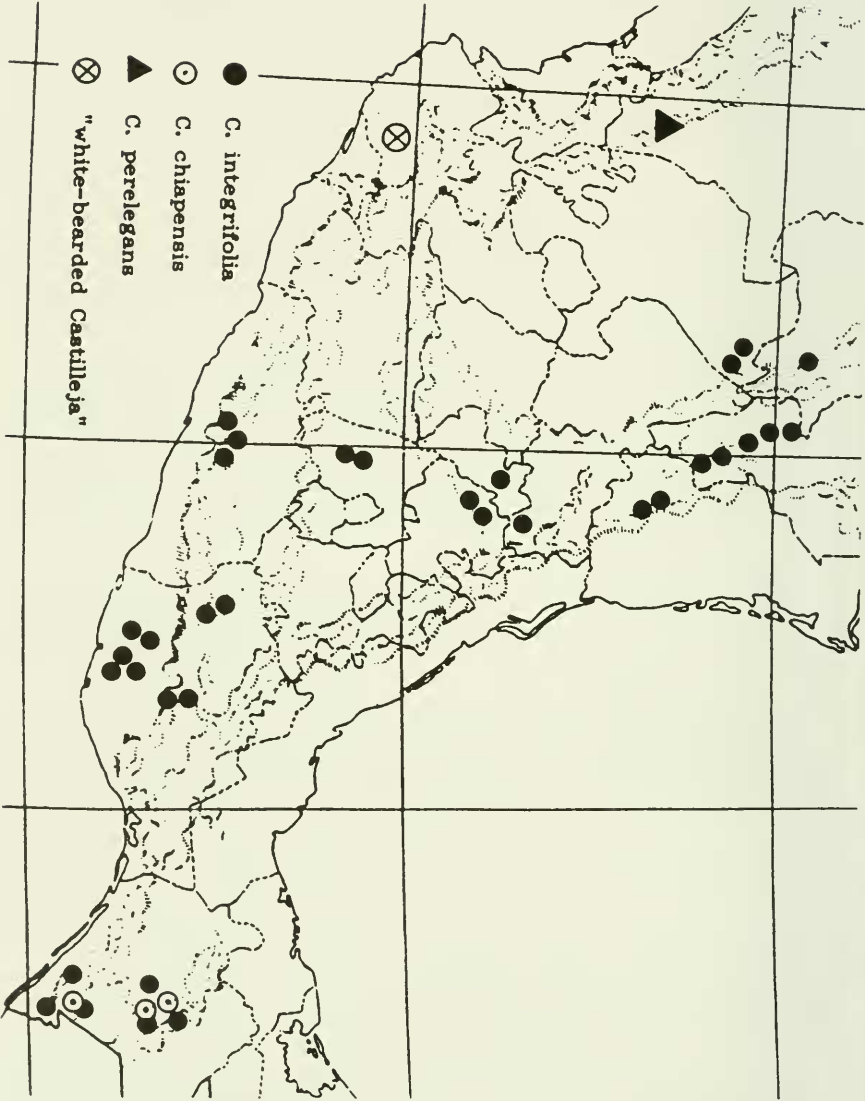 C. integrifolia
C. chiapensis
C. perelegans
"white-bearded Castilleja"